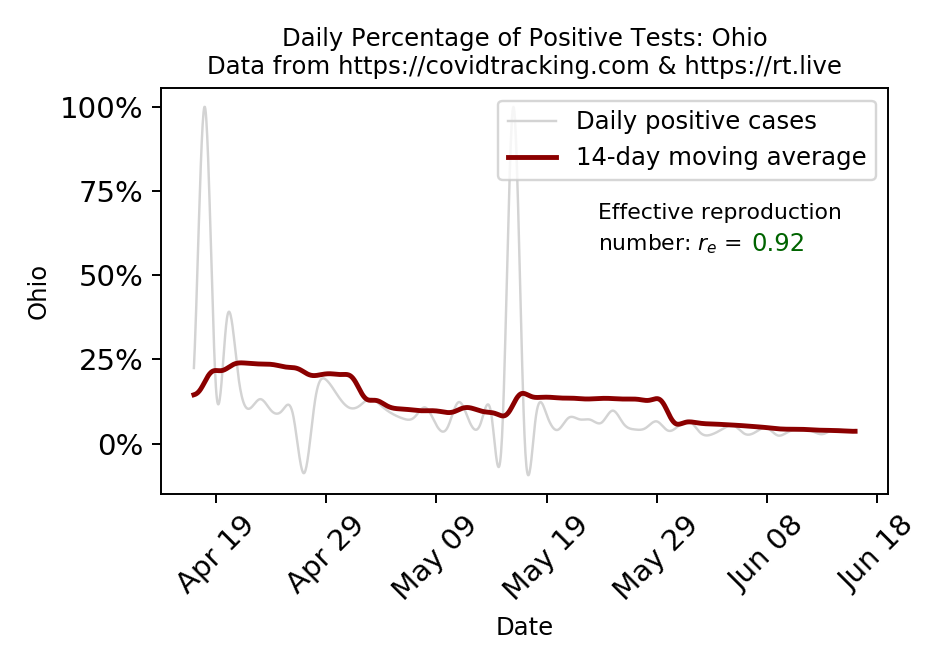 Daily Percentage of Positive Tests: Ohio
Data from https://covidtracking.com & https://rt.live
100%
75%
50%
25%
0%
Ohio
Daily positive cases
14-day moving average
Effective reproduction
number: rₑ = 0.92
Apr 19
Apr 29
May 09
May 19
May 29
Jun 08
Jun 18
Date